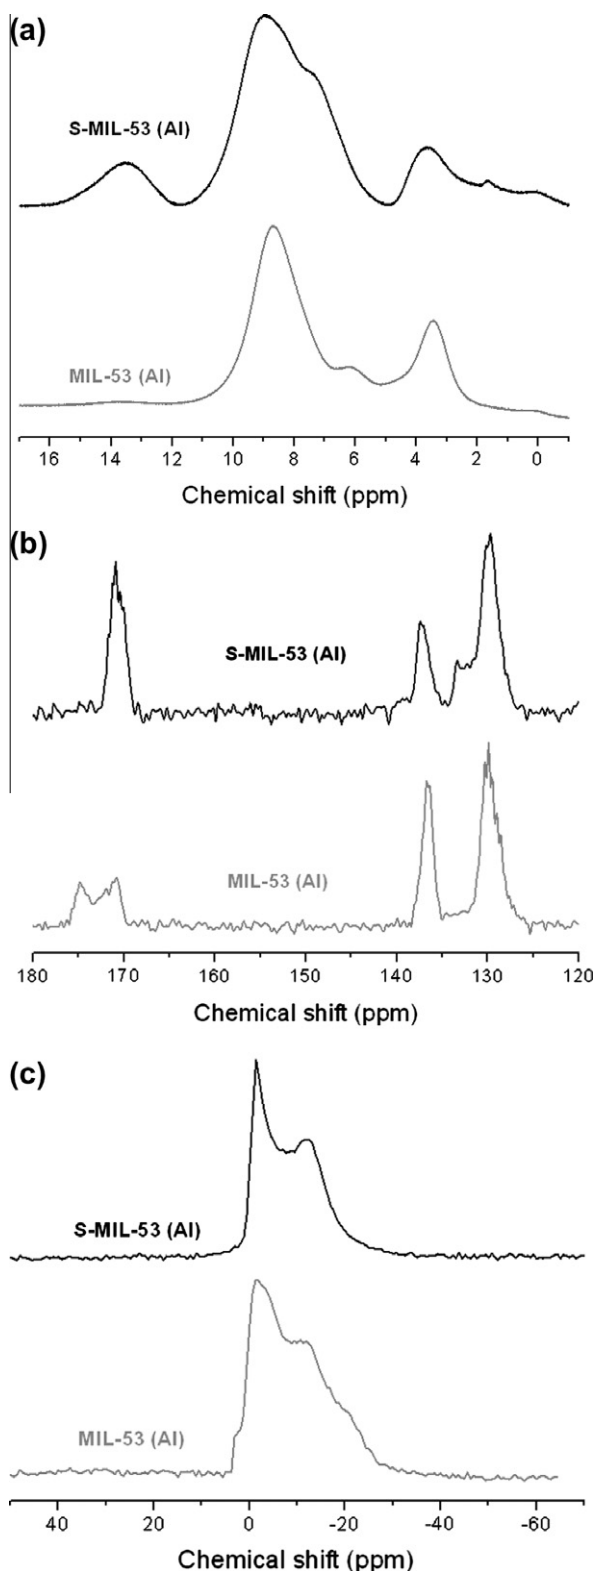 (a)
S-MIL-53 (Al)
MIL-53 (Al)
16 14 12 10 8 6 4 2 0
Chemical shift (ppm)
(b)
S-MIL-53 (Al)
MIL-53 (Al)
180 170 160 150 140 130 120
Chemical shift (ppm)
(c)
S-MIL-53 (Al)
MIL-53 (Al)
40 20 0 -20 -40 -60
Chemical shift (ppm)